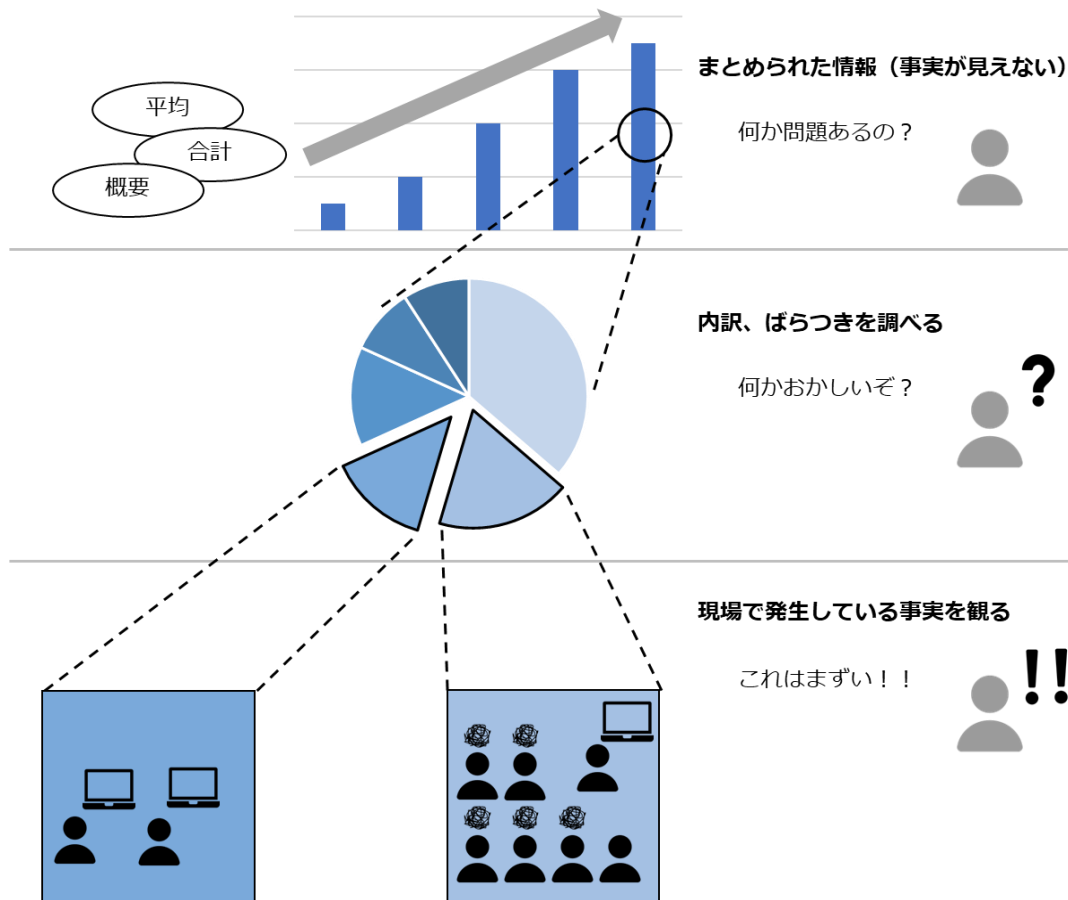 まとめられた情報（事実が見えない）
平均
合計
概要
何か問題あるの？
内訳、ばらつきを調べる
何かおかしいぞ？
?
現場で発生している事実を観る
これはまずい！！
!!